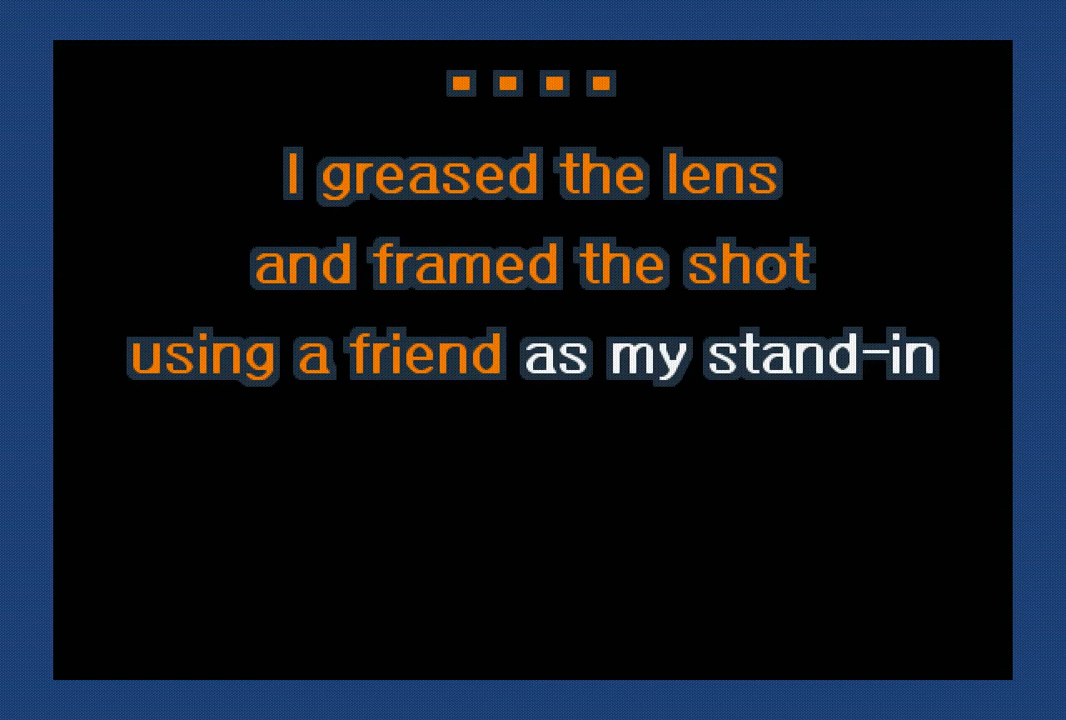 I greased the lens
and framed the shot
using a friend as my stand-in